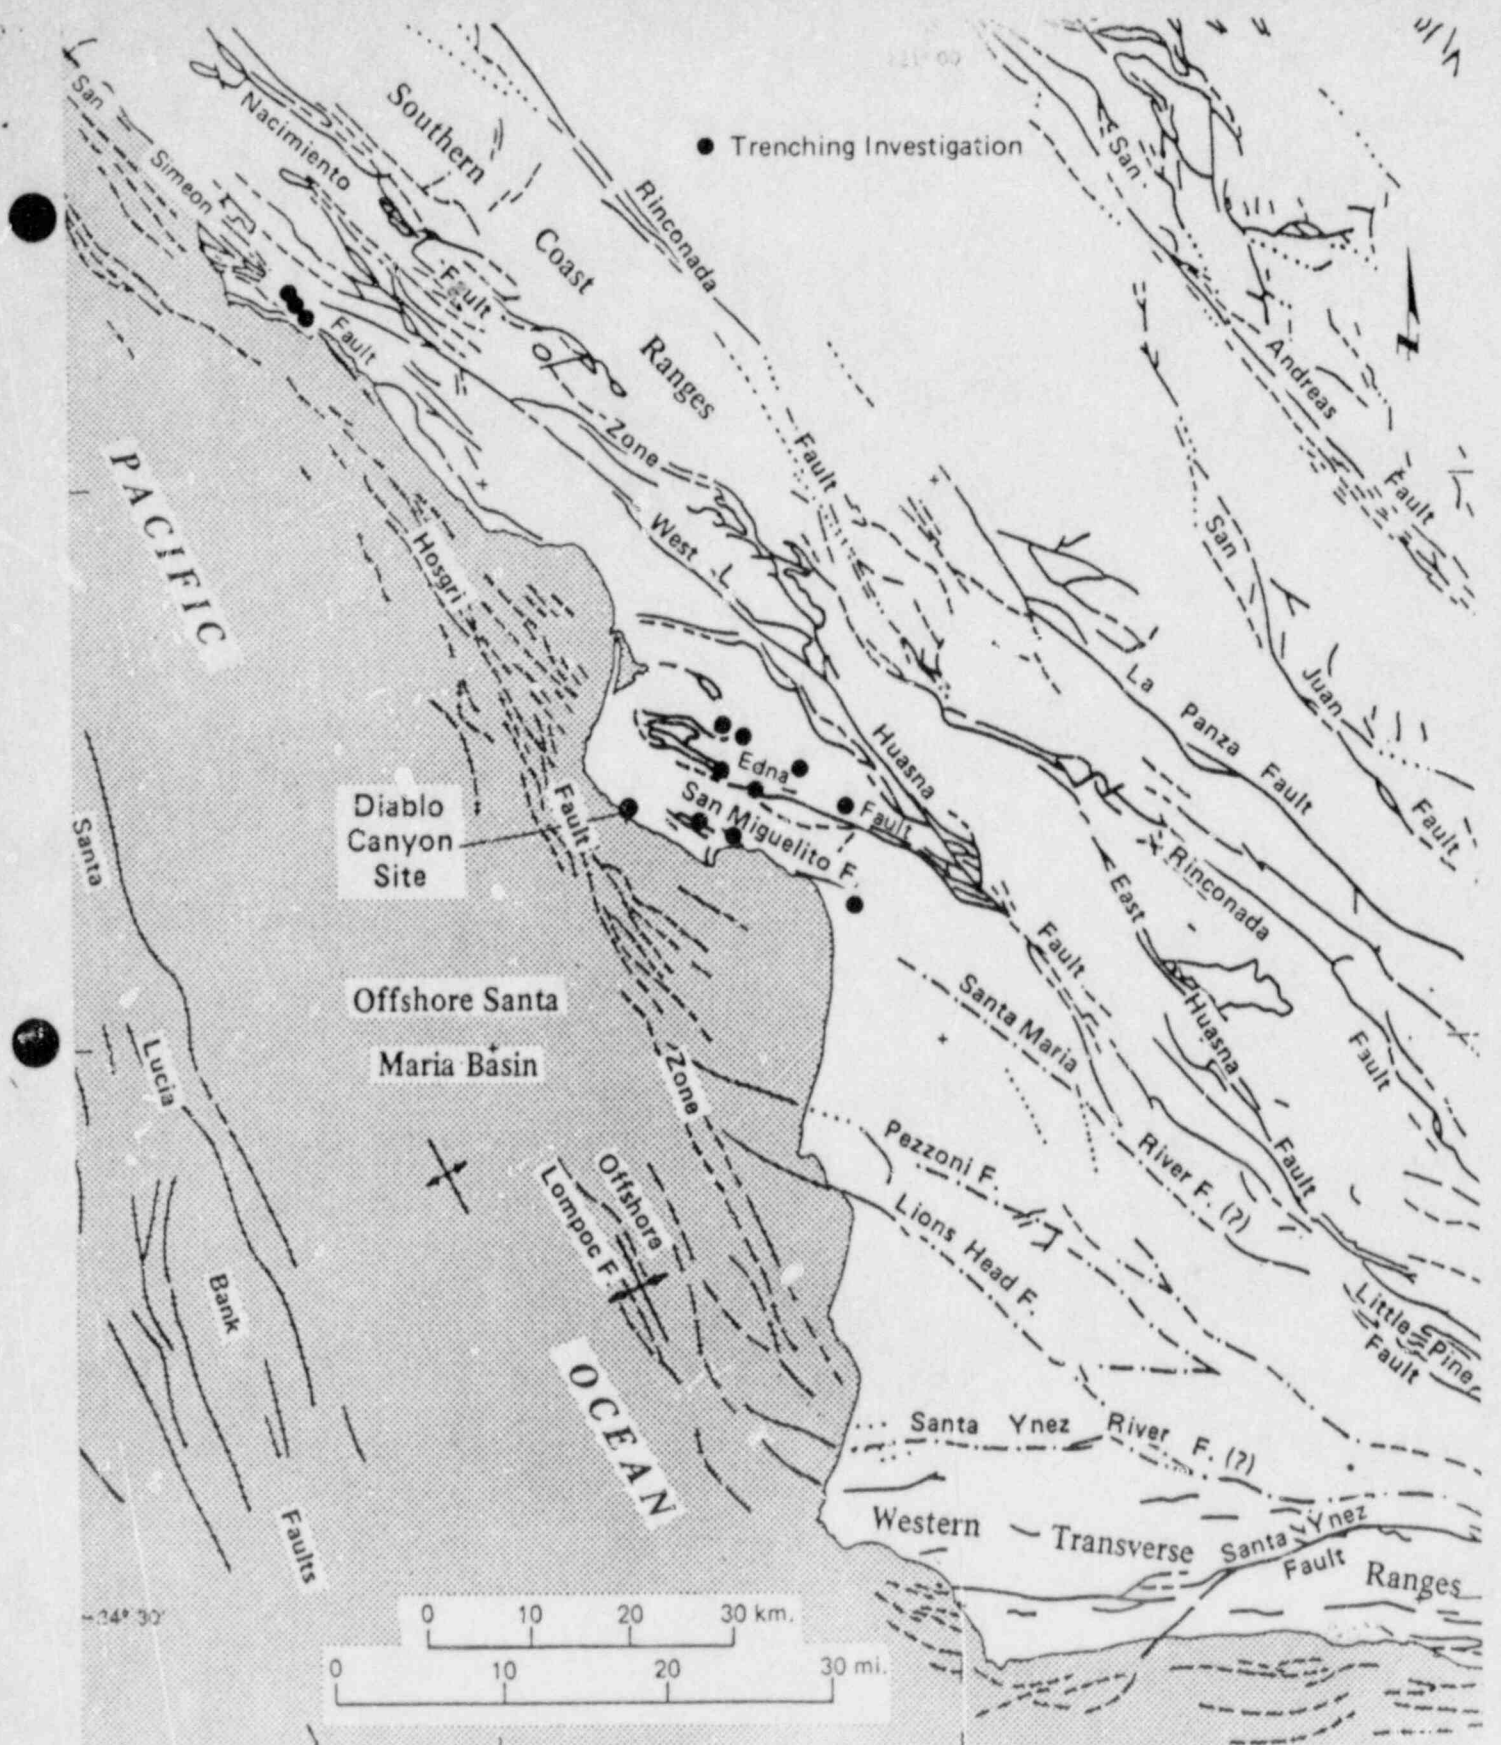 ● Trenching Investigation
San
Simeon
Fault
Nacimiento
Fault
Zone
Southern
Coast
Ranges
Rinconada
Fault
San
Andreas
Fault
San
Juan
Fault
La
Panza
Fault
West
Huasna
Fault
Hosgri
Fault
Zone
PACIFIC
OCEAN
Edna
Fault
San Miguelito F.
Diablo
Canyon
Site
East
Huasna
Fault
Rinconada
Fault
Santa
Lucia
Bank
Faults
Offshore Santa
Maria Basin
Santa Maria
River F. (?)
Pezzoni F.
Lions Head F.
Offshore
Lompoc F.
Little Pine
Fault
Santa Ynez River F. (?)
Western Transverse Ranges
Santa Ynez
Fault
34° 30'
0 10 20 30 km.
0 10 20 30 mi.